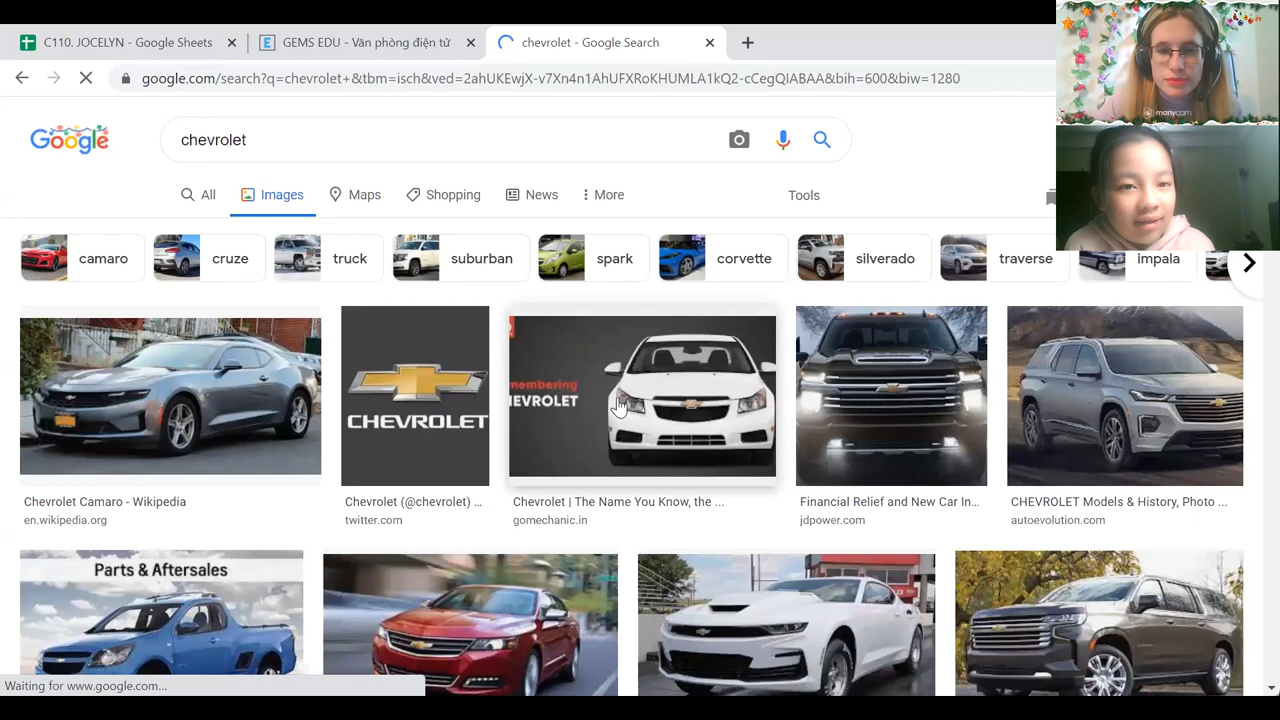 C110. JOCELYN - Google Sheets
GEMS EDU - Văn phòng điện tử
chevrolet - Google Search
google.com/search?q=chevrolet+&tbm=isch&ved=2ahUKEwjX-v7Xn4n1AhUFXRoKHUMLA1kQ2-cCegQIABAA&bih=600&biw=1280
manycam
Google
chevrolet
All
Images
Maps
Shopping
News
More
Tools
camaro
cruze
truck
suburban
spark
corvette
silverado
traverse
impala
CHEVROLET
membering
HEVROLET
Chevrolet Camaro - Wikipedia
en.wikipedia.org
Chevrolet (@chevrolet) ...
twitter.com
Chevrolet | The Name You Know, the ...
gomechanic.in
Financial Relief and New Car In...
jdpower.com
CHEVROLET Models & History, Photo ...
autoevolution.com
Parts & Aftersales
Waiting for www.google.com...